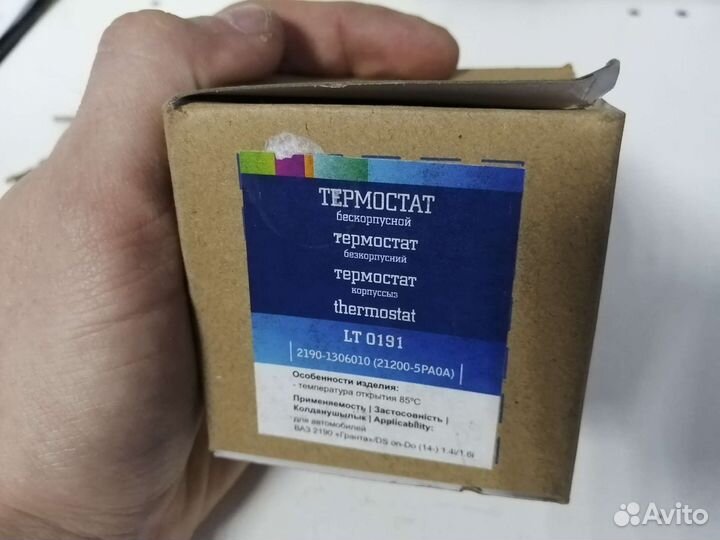 ТЕРМОСТАТ
бескорпусной
термостат
безкорпусний
термостат
корпуссыз
thermostat
LT 0191
2190-1306010 (21200-5PA0A)
Особенности изделия:
- температура открытия 85°C
Применяемость | Застосовність |
Колданушылык | Applicability:
для автомобилей
ВАЗ 2190 «Гранта»/DS on-Do (14-) 1.4i/1.6i
Avito